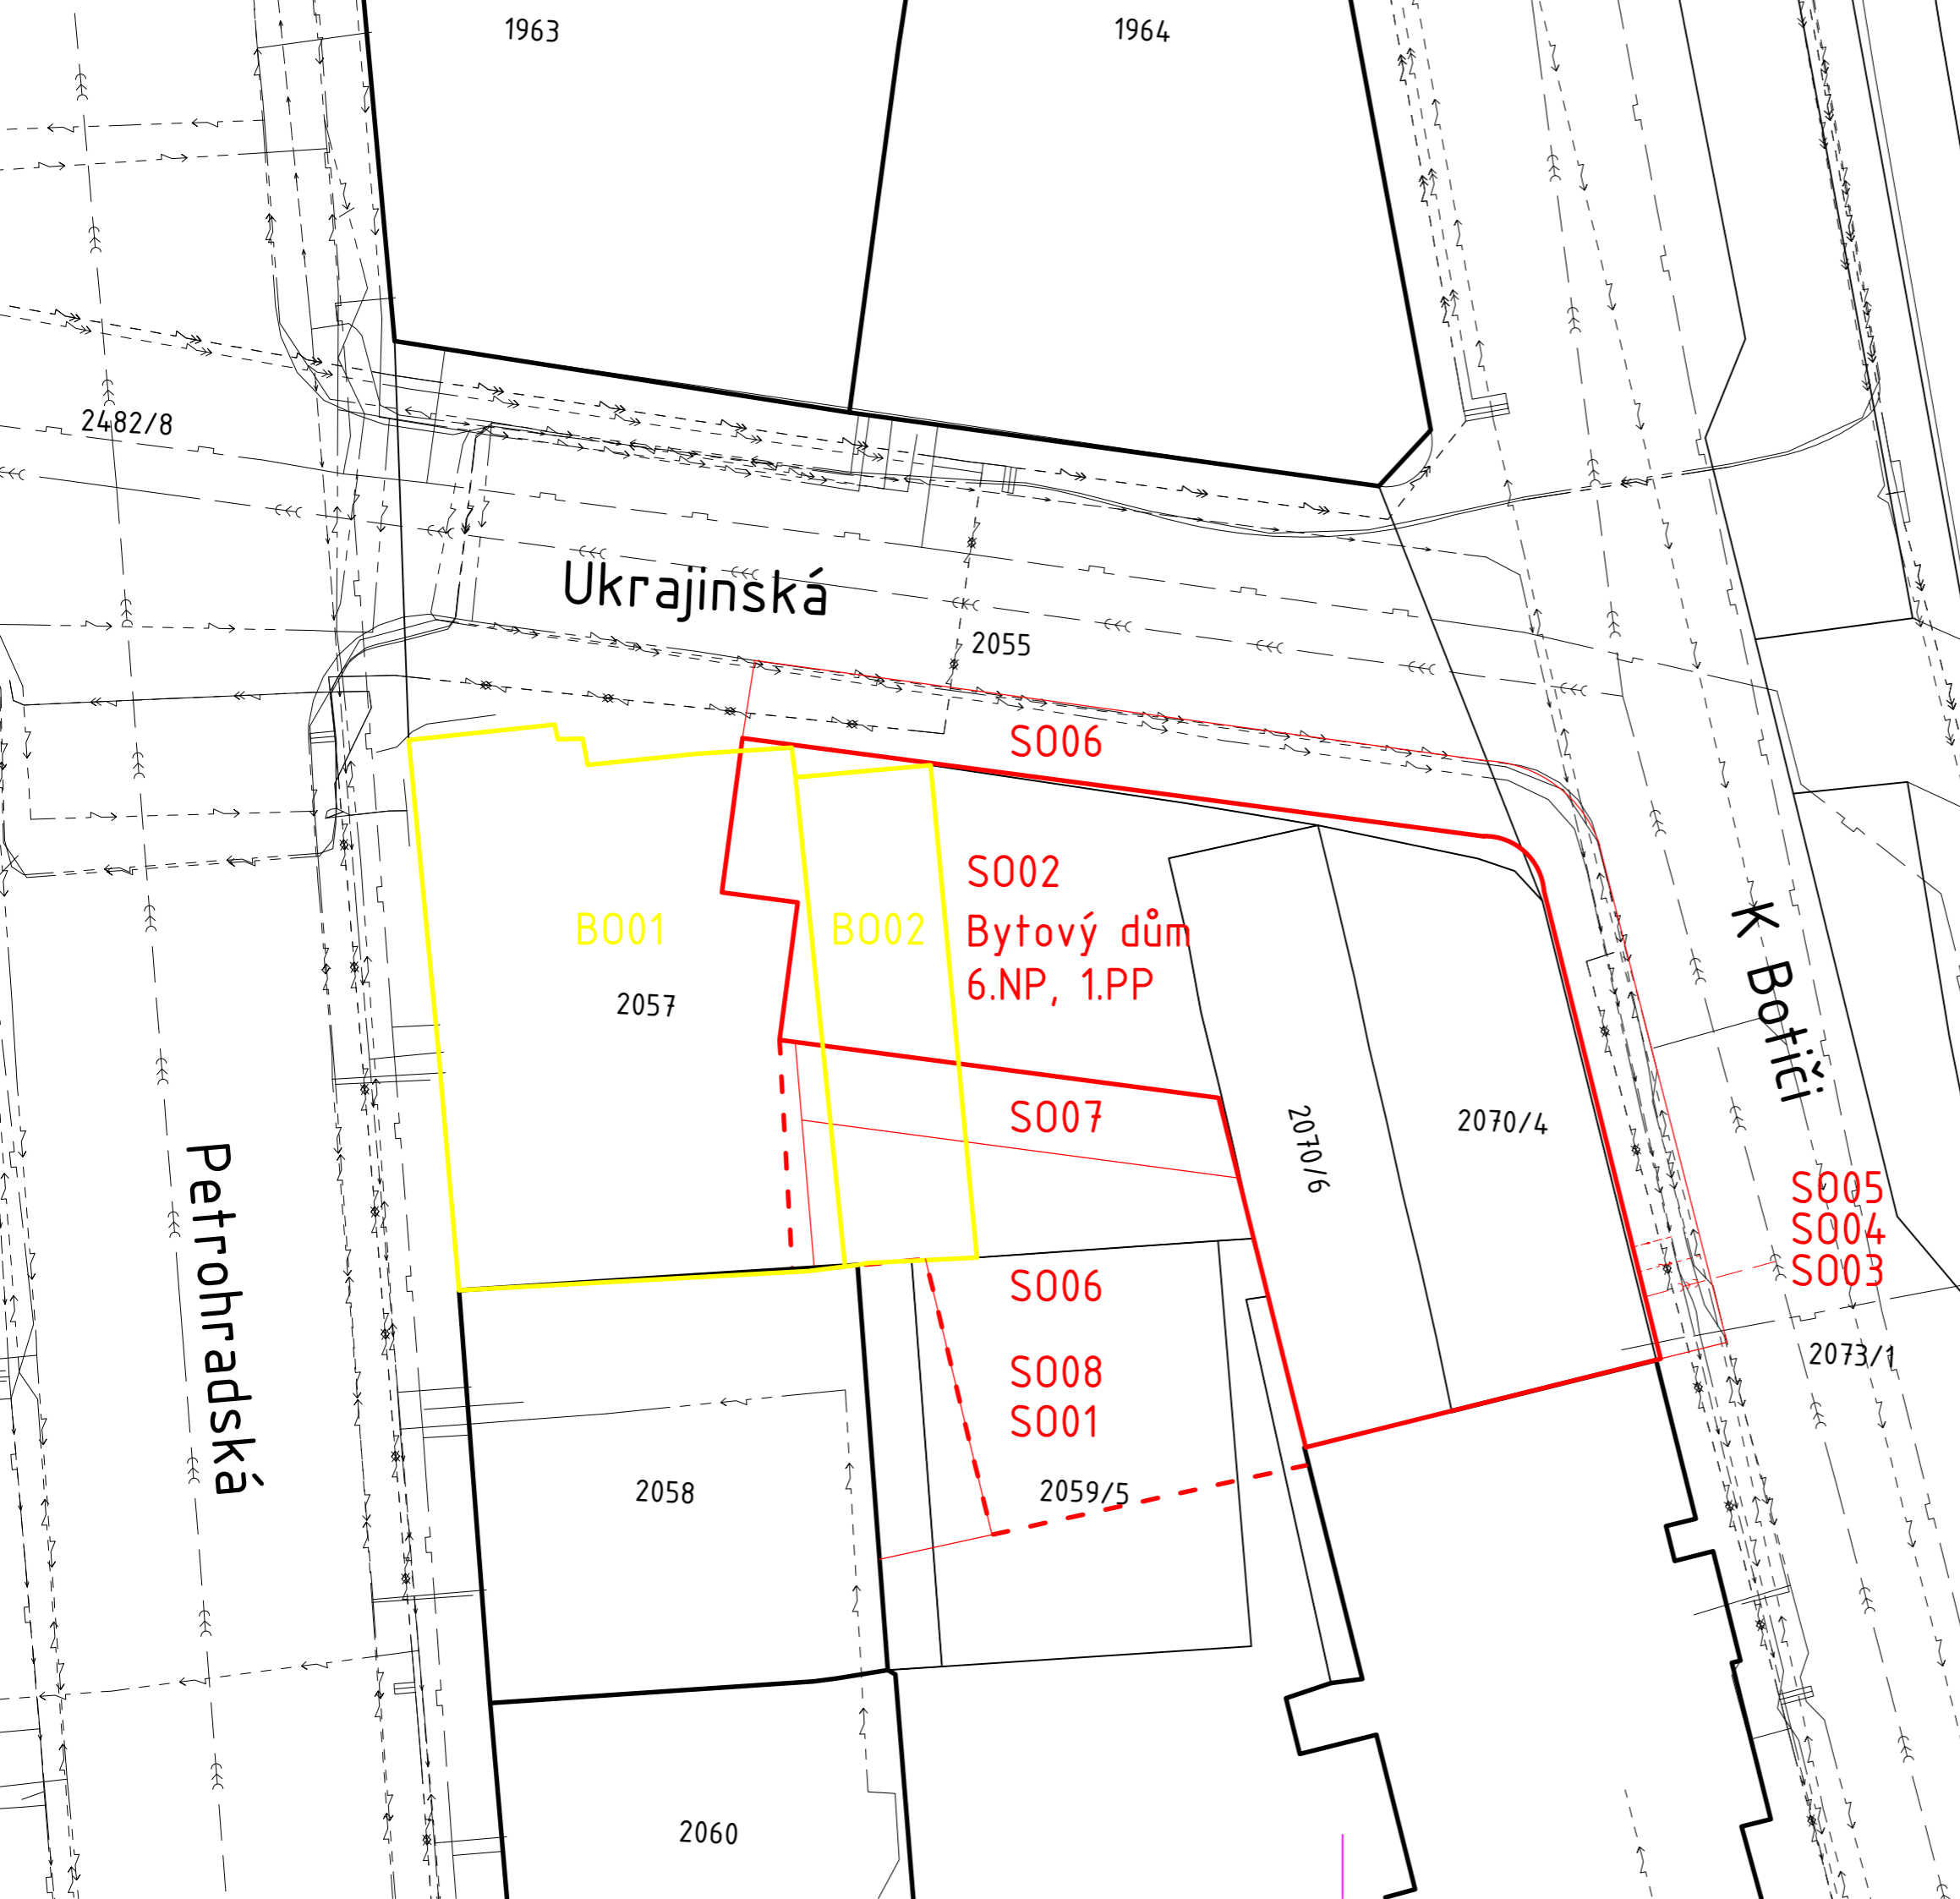 1963
1964
2482/8
Ukrajinská
2055
SO06
SO02
Bytový dům
6.NP, 1.PP
BO01
BO02
2057
K Botiči
SO07
2070/6
2070/4
Petrohradská
SO05
SO04
SO03
SO06
SO08
SO01
2073/1
2058
2059/5
2060